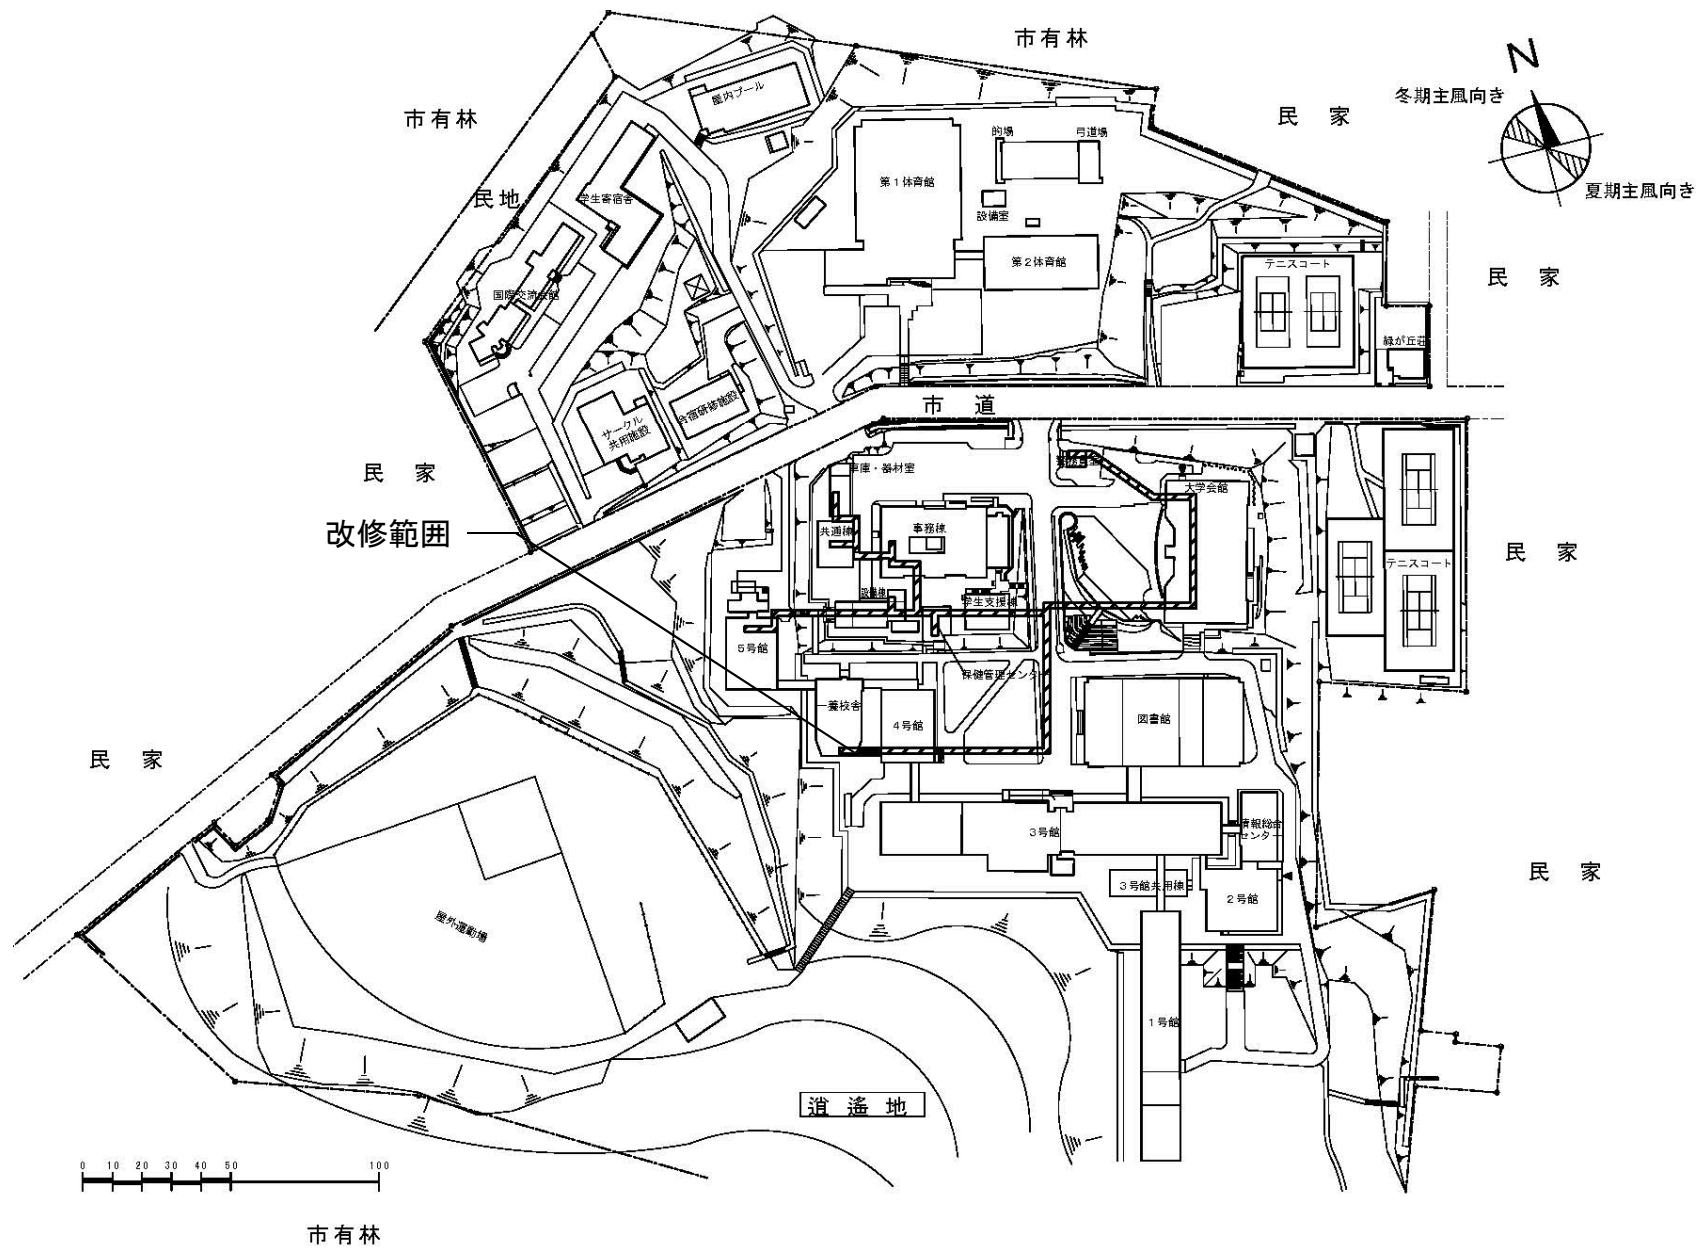 市有林
N
冬期主風向き
夏期主風向き
市有林
民家
屋内プール
的場
弓道場
第1体育館
民地
学生寄宿舎
設備室
第2体育館
テニスコート
民家
国際交流会館
緑が丘荘
合宿研修施設
サークル
共用施設
市道
民家
車庫・器材室
大学会館
改修範囲
共通棟
事務棟
民家
テニスコート
設備棟
学生支援棟
5号館
保健管理センター
一養校舎
4号館
図書館
民家
3号館
情報総合
センター
民家
3号館共用棟
2号館
屋外運動場
1号館
逍遙地
0 10 20 30 40 50 100
市有林